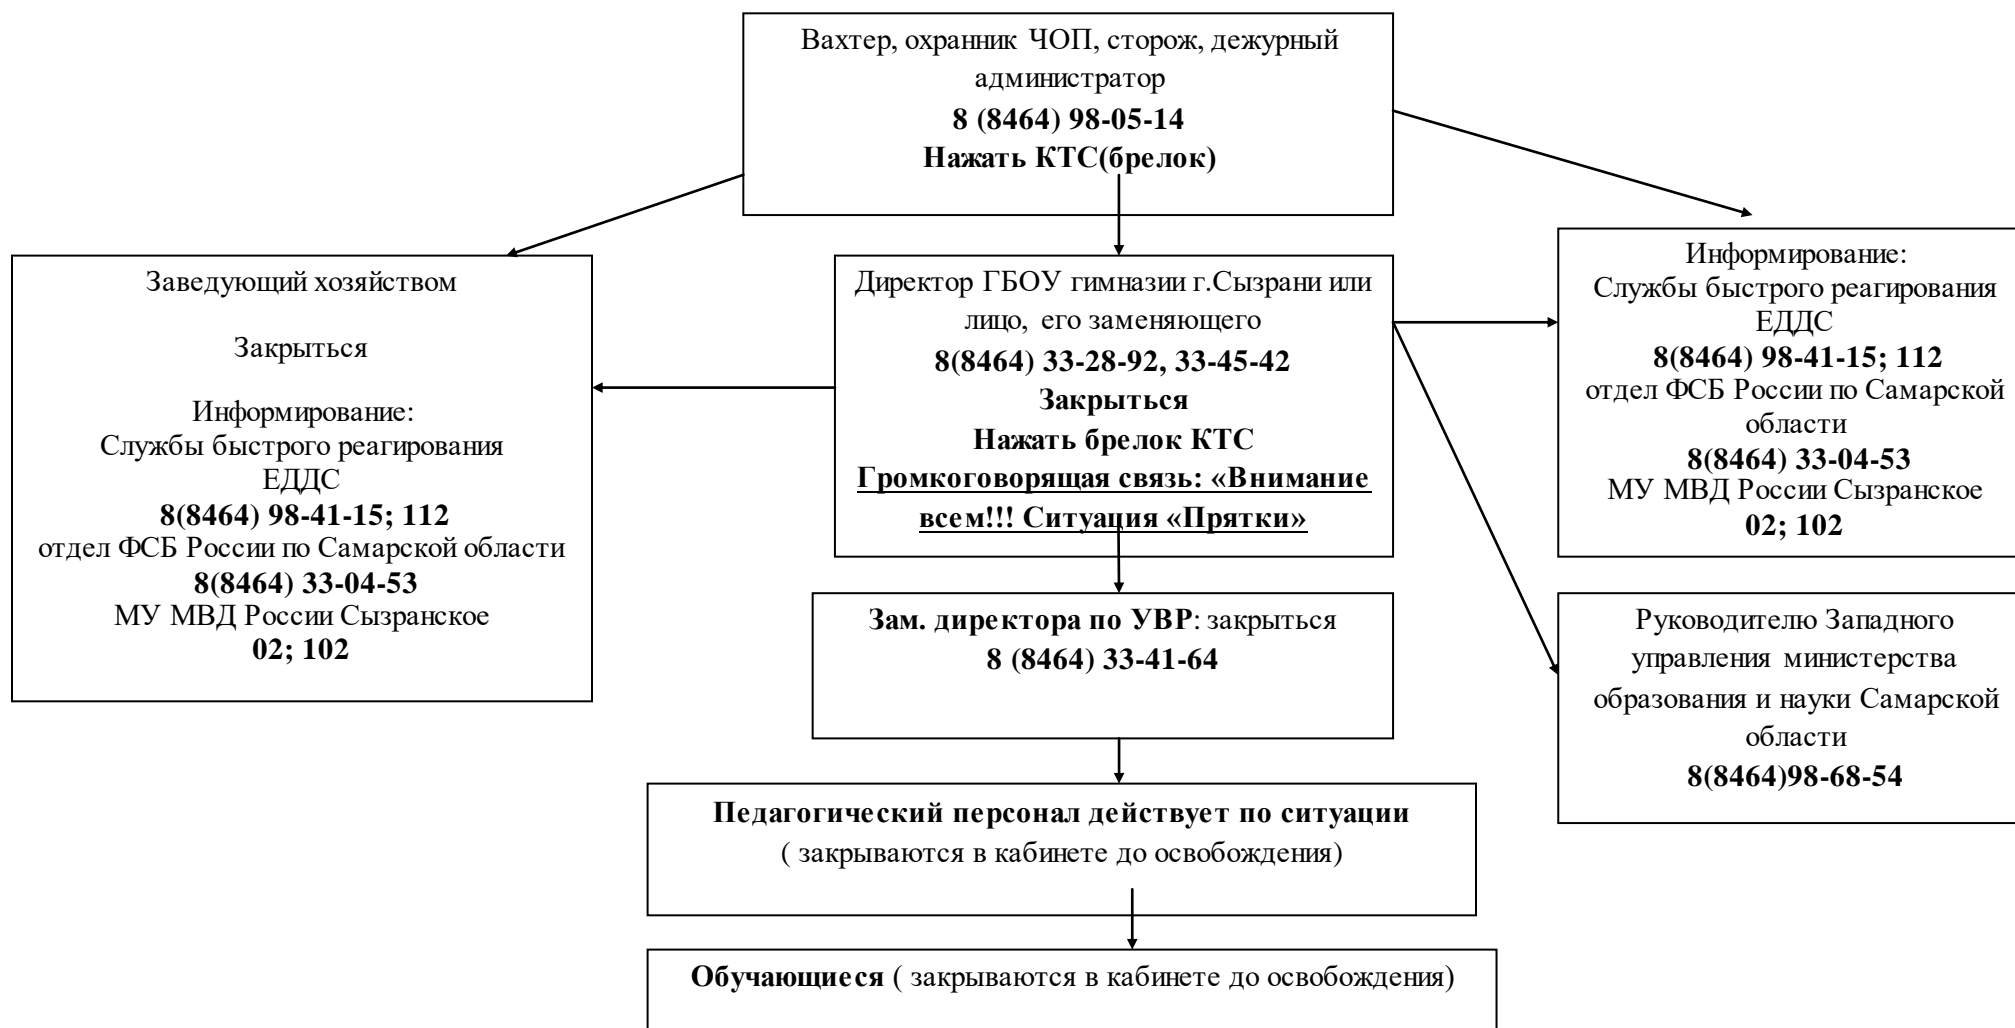 Вахтер, охранник ЧОП, сторож, дежурный
администратор
8 (8464) 98-05-14
Нажать КТС(брелок)
Заведующий хозяйством
Закрыться
Информирование:
Службы быстрого реагирования
ЕДДС
8(8464) 98-41-15; 112
отдел ФСБ России по Самарской области
8(8464) 33-04-53
МУ МВД России Сызранское
02; 102
Директор ГБОУ гимназии г.Сызрани или
лицо, его заменяющего
8(8464) 33-28-92, 33-45-42
Закрыться
Нажать брелок КТС
Громкоговорящая связь: «Внимание
всем!!! Ситуация «Прятки»
Информирование:
Службы быстрого реагирования
ЕДДС
8(8464) 98-41-15; 112
отдел ФСБ России по Самарской
области
8(8464) 33-04-53
МУ МВД России Сызранское
02; 102
Зам. директора по УВР: закрыться
8 (8464) 33-41-64
Руководителю Западного
управления министерства
образования и науки Самарской
области
8(8464)98-68-54
Педагогический персонал действует по ситуации
( закрываются в кабинете до освобождения)
Обучающиеся ( закрываются в кабинете до освобождения)